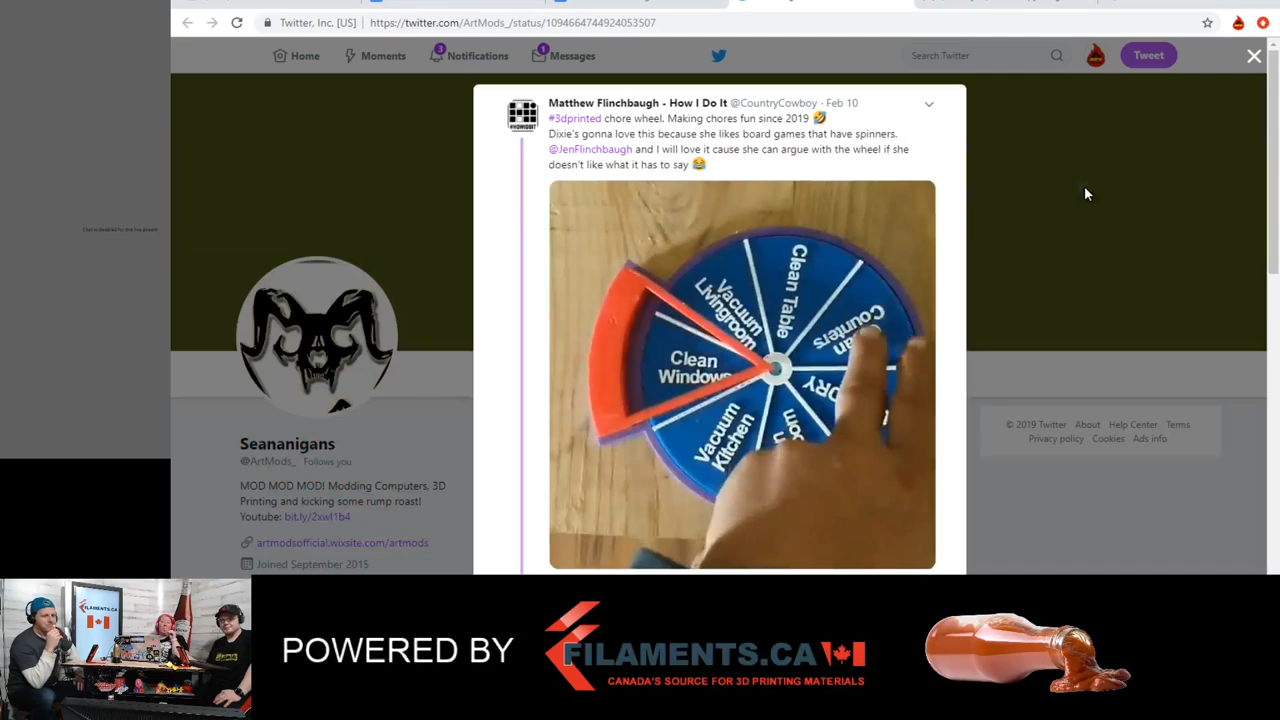 Twitter, Inc. [US]
https://twitter.com/ArtMods_/status/1094664744924053507
Home
Moments
3
Notifications
1
Messages
Search Twitter
Tweet
Matthew Flinchbaugh - How I Do It @CountryCowboy · Feb 10
#3dprinted chore wheel. Making chores fun since 2019 🤣
Dixie's gonna love this because she likes board games that have spinners.
@JenFlinchbaugh and I will love it cause she can argue with the wheel if she
doesn't like what it has to say 😂
Clean Table
Vacuum
Livingroom
Counters
Clean
Windows
DRY
Vacuum
Kitchen
Seananigans
@ArtMods_ Follows you
MOD MOD MOD! Modding Computers, 3D
Printing and kicking some rump roast!
Youtube: bit.ly/2xwI1b4
artmodsofficial.wixsite.com/artmods
Joined September 2015
© 2019 Twitter About Help Center Terms
Privacy policy Cookies Ads info
FILAMENTS.CA
POWERED BY
FILAMENTS.CA
CANADA'S SOURCE FOR 3D PRINTING MATERIALS